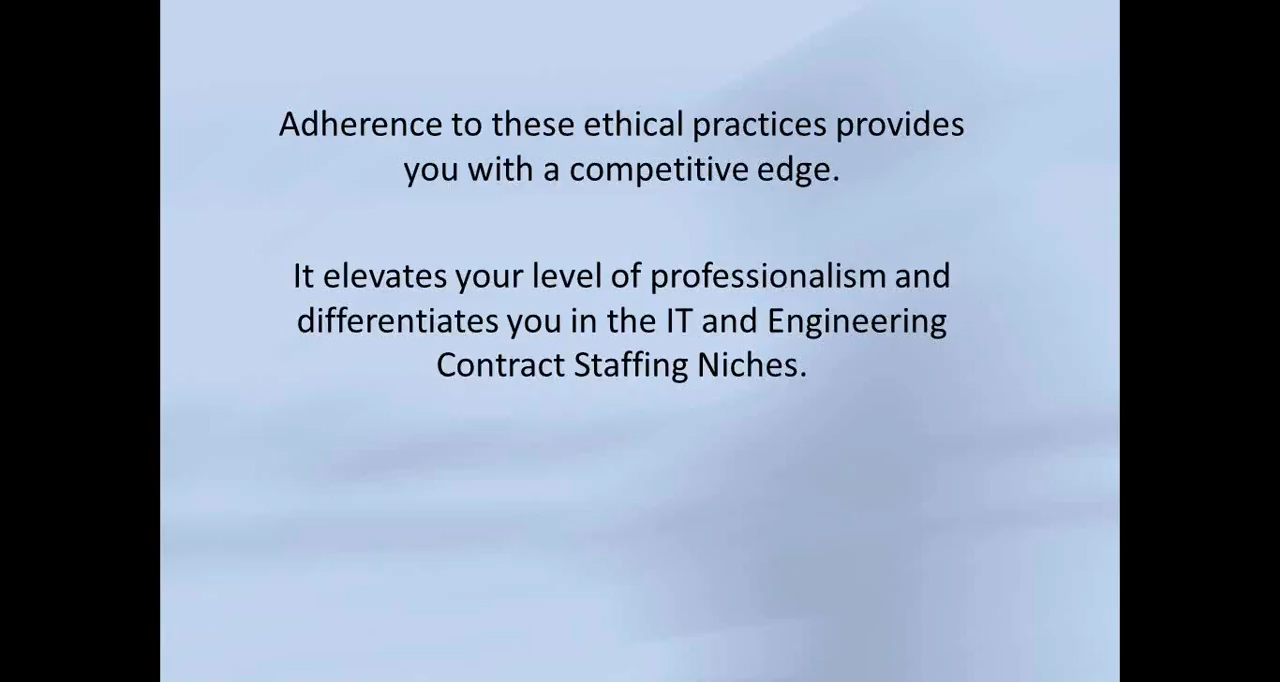 Adherence to these ethical practices provides
you with a competitive edge.
It elevates your level of professionalism and
differentiates you in the IT and Engineering
Contract Staffing Niches.